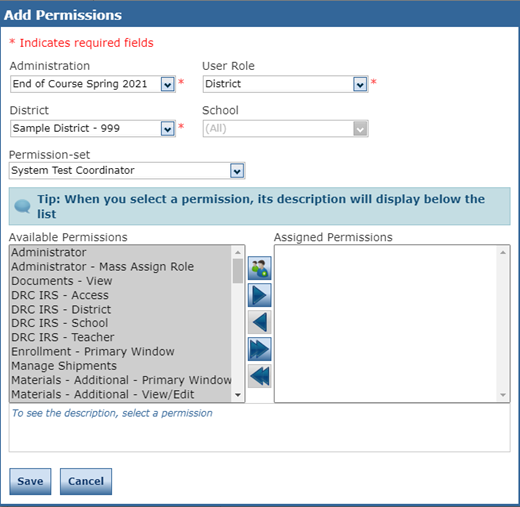 Add Permissions
* Indicates required fields
Administration
User Role
End of Course Spring 2021 *
District *
District
School
Sample District - 999 *
(All)
Permission-set
System Test Coordinator
Tip: When you select a permission, its description will display below the
list
Available Permissions
Assigned Permissions
Administrator
Administrator - Mass Assign Role
Documents - View
DRC IRS - Access
DRC IRS - District
DRC IRS - School
DRC IRS - Teacher
Enrollment - Primary Window
Manage Shipments
Materials - Additional - Primary Window
Materials - Additional - View/Edit
To see the description, select a permission
Save
Cancel